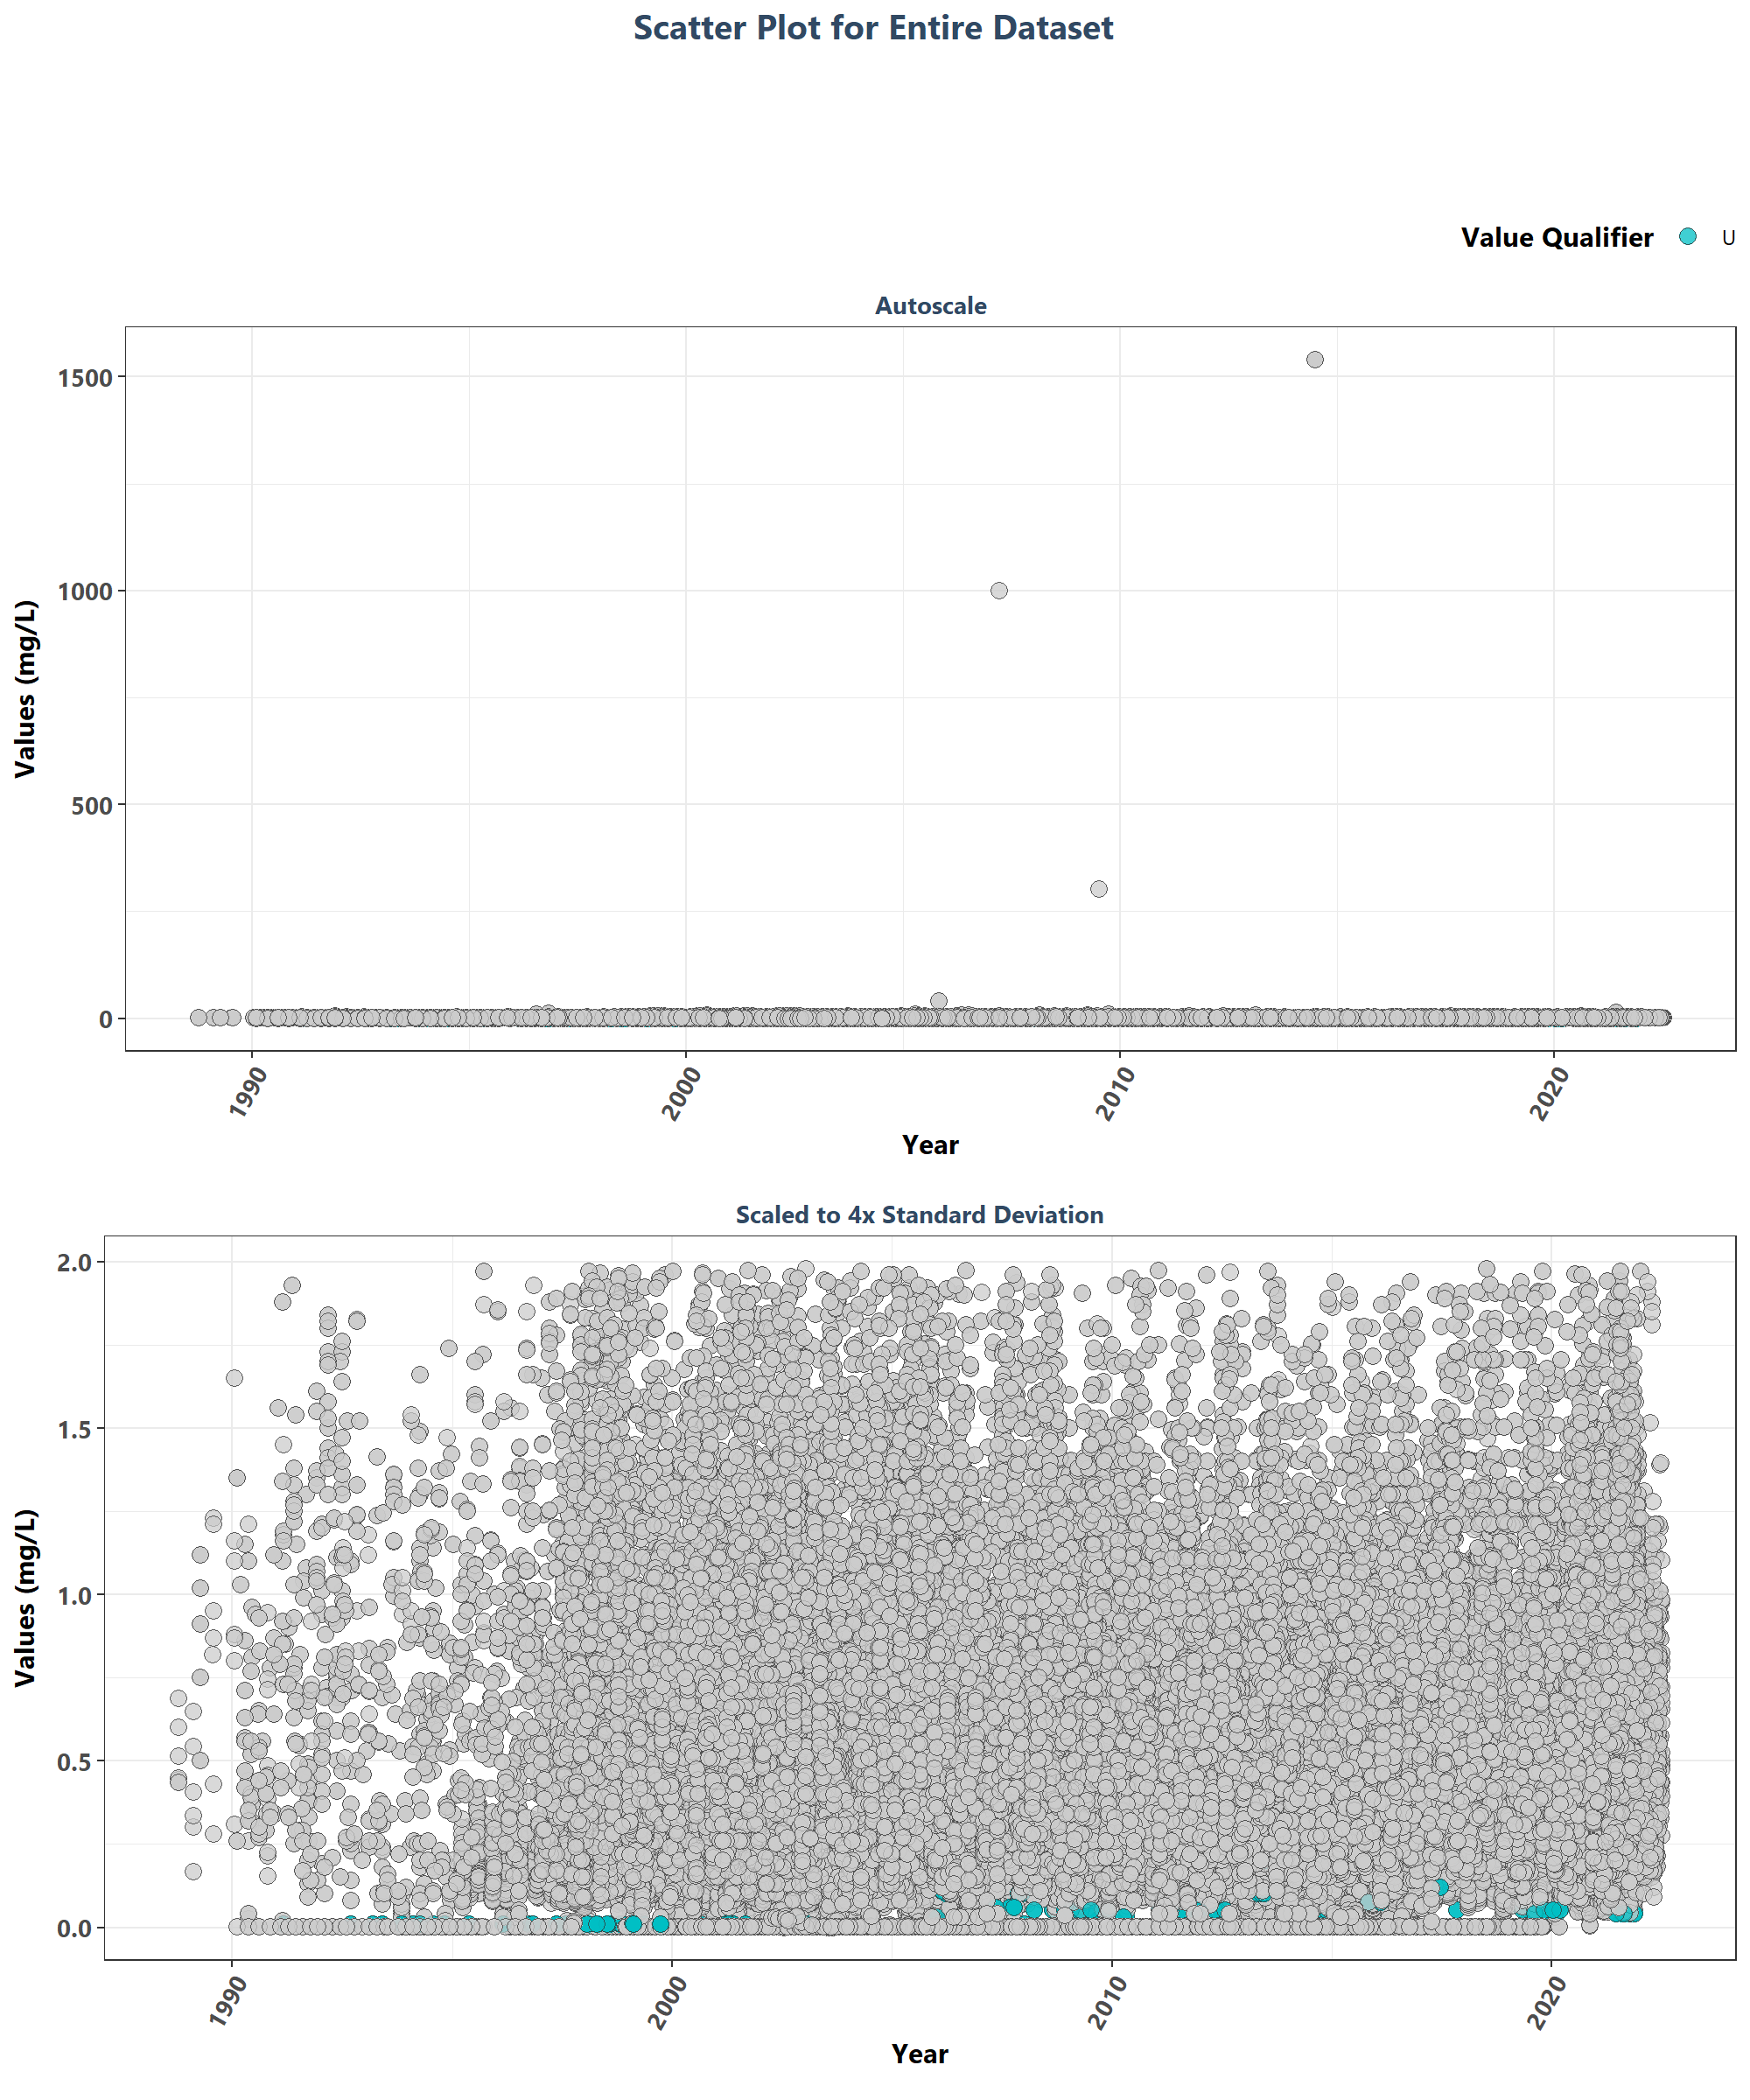 Scatter Plot for Entire Dataset
Value Qualifier U
Autoscale
1500
1000
500
0
Values (mg/L)
1990 2000 2010 2020
Year
Scaled to 4x Standard Deviation
2.0
1.5
1.0
0.5
0.0
Values (mg/L)
1990 2000 2010 2020
Year